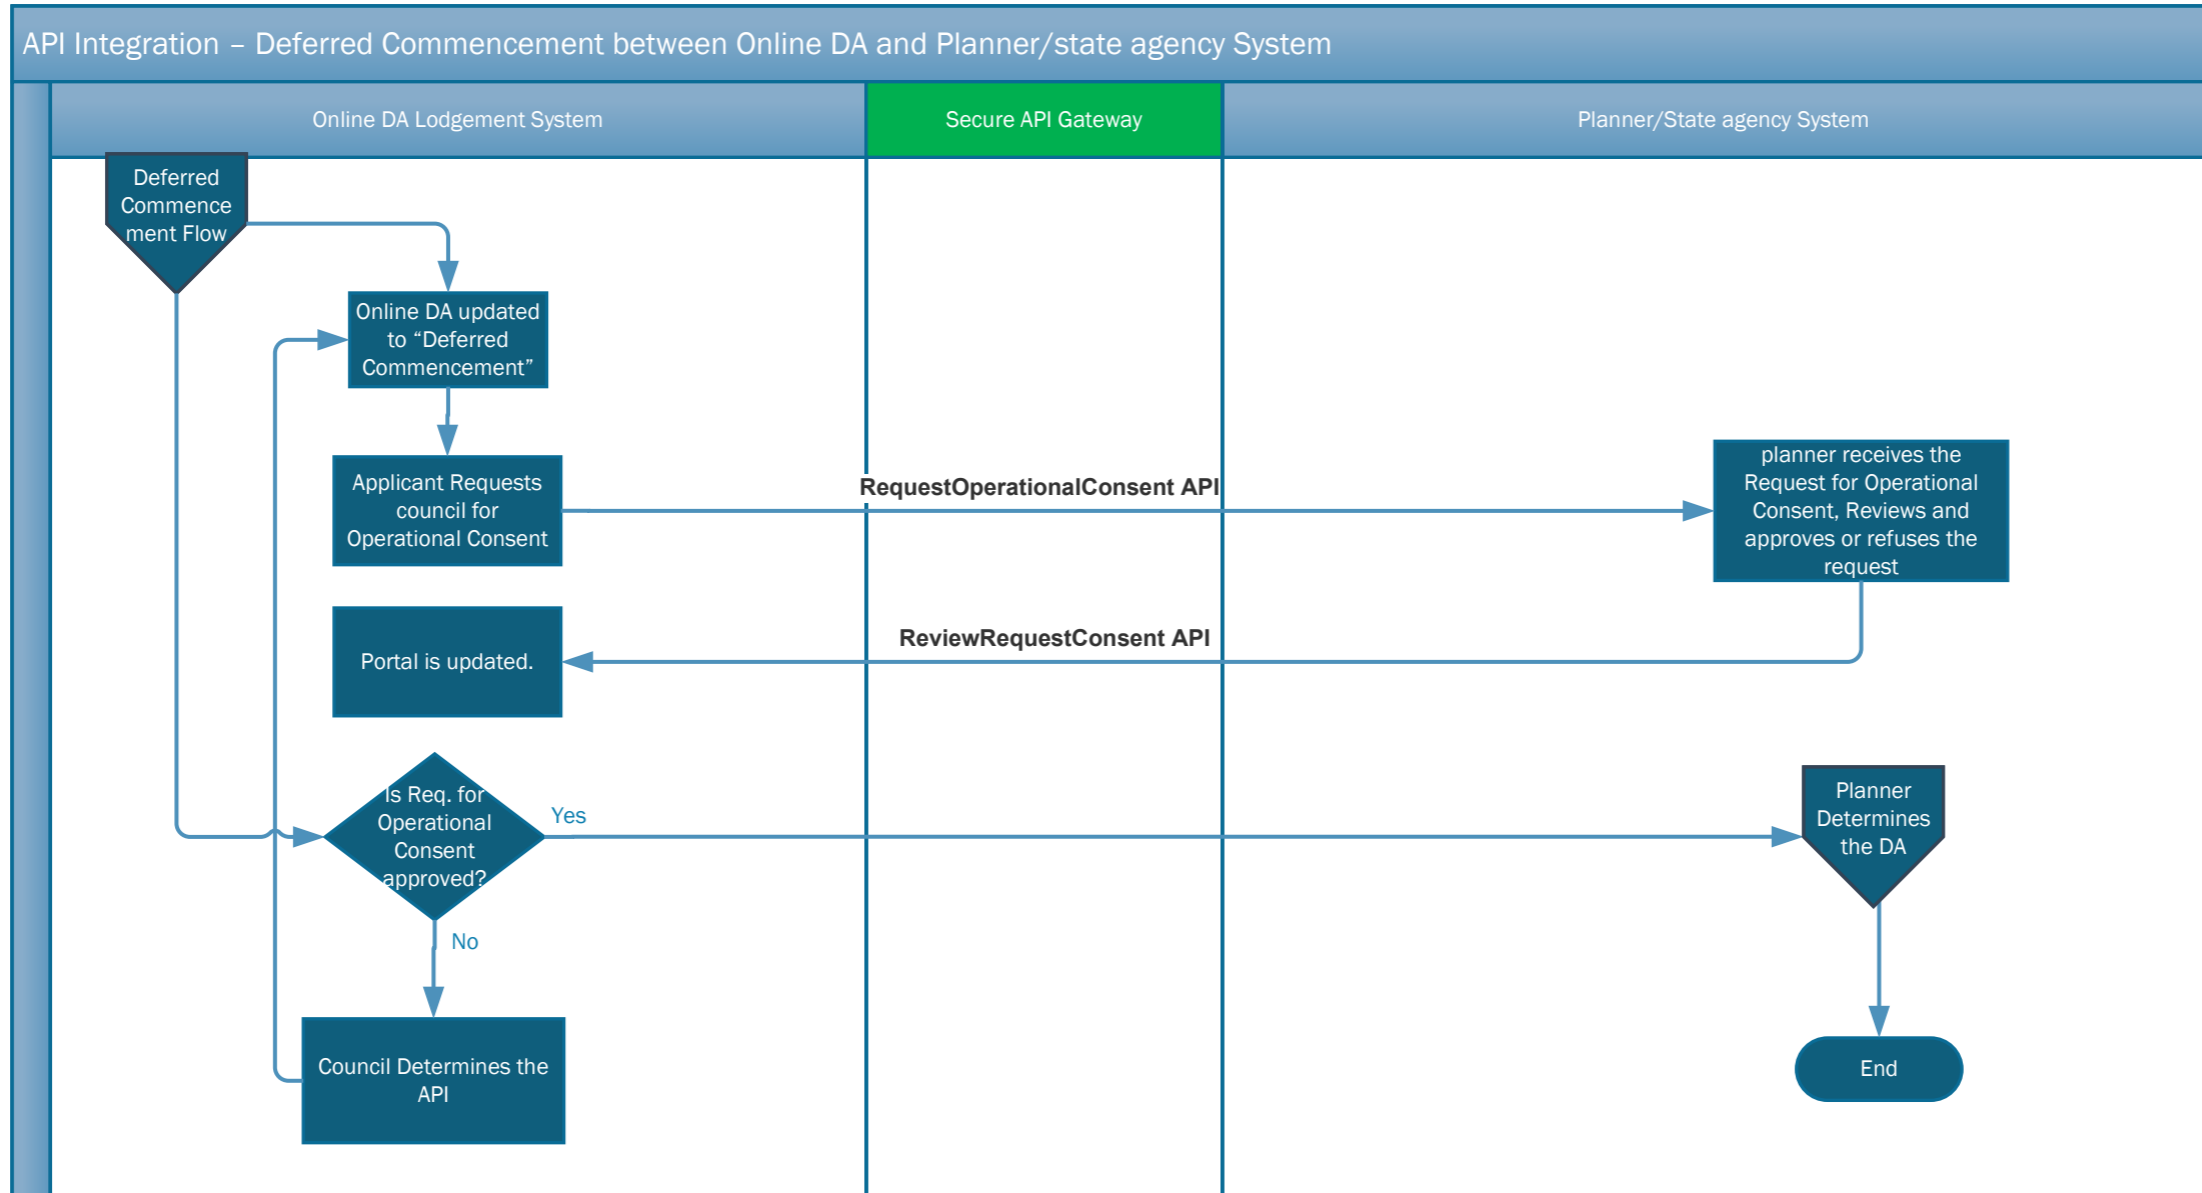 API Integration – Deferred Commencement between Online DA and Planner/state agency System
Online DA Lodgement System
Secure API Gateway
Planner/State agency System
Deferred
Commence
ment Flow
Online DA updated
to “Deferred
Commencement”
Applicant Requests
council for
Operational Consent
RequestOperationalConsent API
planner receives the
Request for Operational
Consent, Reviews and
approves or refuses the
request
Portal is updated.
ReviewRequestConsent API
Is Req. for
Operational
Consent
approved?
Yes
No
Planner
Determines
the DA
Council Determines the
API
End